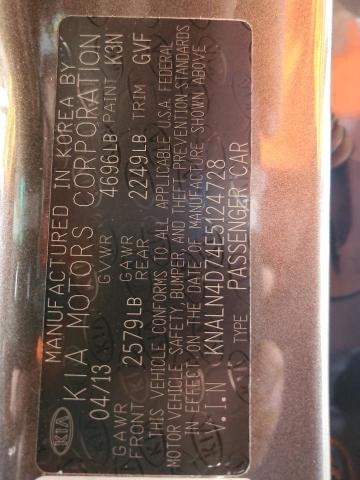 MANUFACTURED IN KOREA BY
KIA KIA MOTORS CORPORATION
04/13 GVWR 4696LB PAINT K3N
GAWR FRONT 2579LB GAWR REAR 2249LB TRIM GVF
THIS VEHICLE CONFORMS TO ALL APPLICABLE U.S.A. FEDERAL
MOTOR VEHICLE SAFETY, BUMPER, AND THEFT PREVENTION STANDARDS
IN EFFECT ON THE DATE OF MANUFACTURE SHOWN ABOVE
V.I.N KNALN4D74E5124728
TYPE PASSENGER CAR